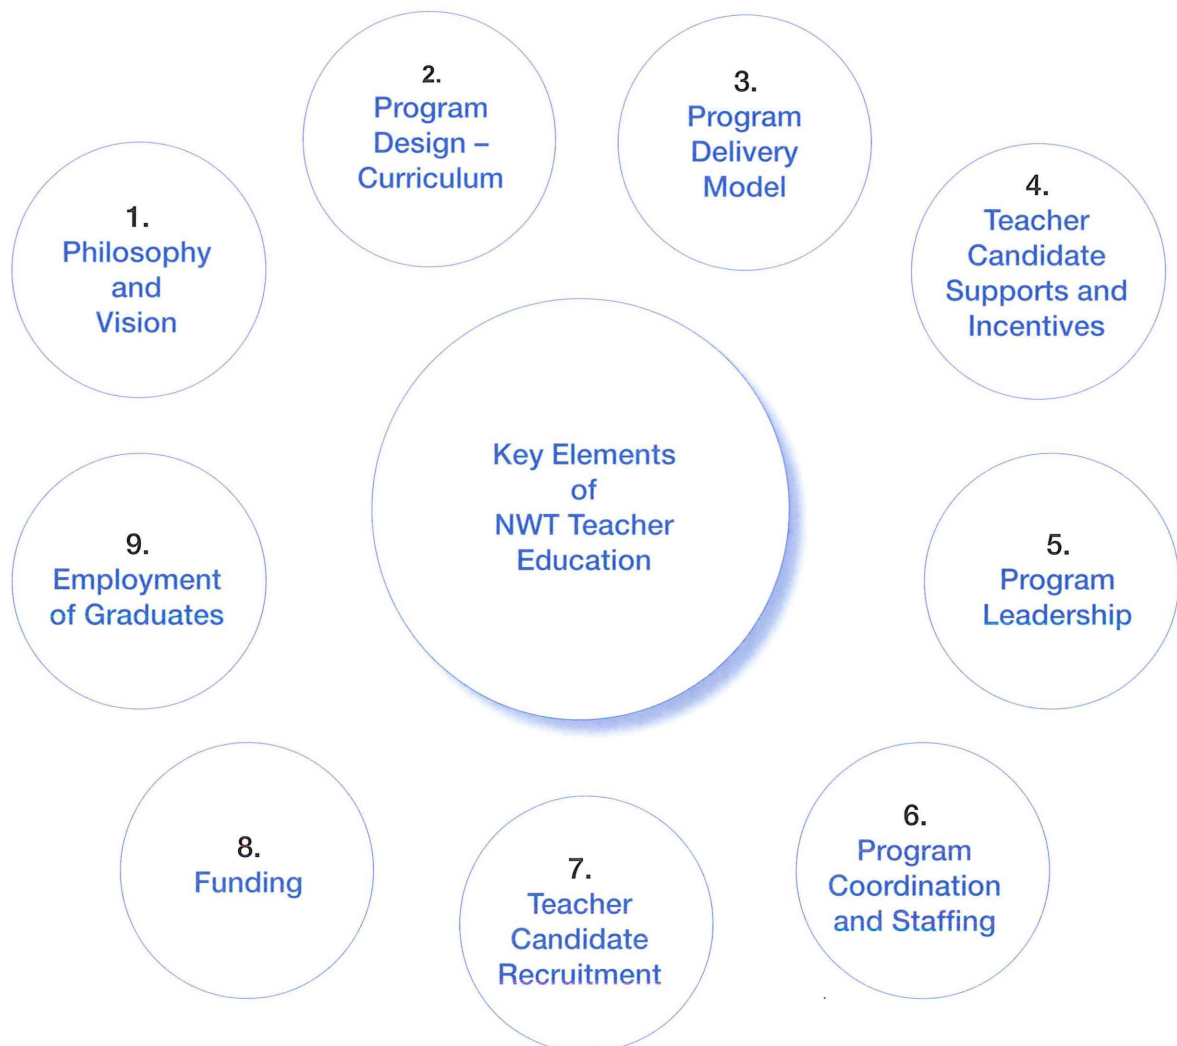 1.
Philosophy
and
Vision
2.
Program
Design –
Curriculum
3.
Program
Delivery
Model
4.
Teacher
Candidate
Supports and
Incentives
5.
Program
Leadership
6.
Program
Coordination
and Staffing
7.
Teacher
Candidate
Recruitment
8.
Funding
9.
Employment
of Graduates
Key Elements
of
NWT Teacher
Education